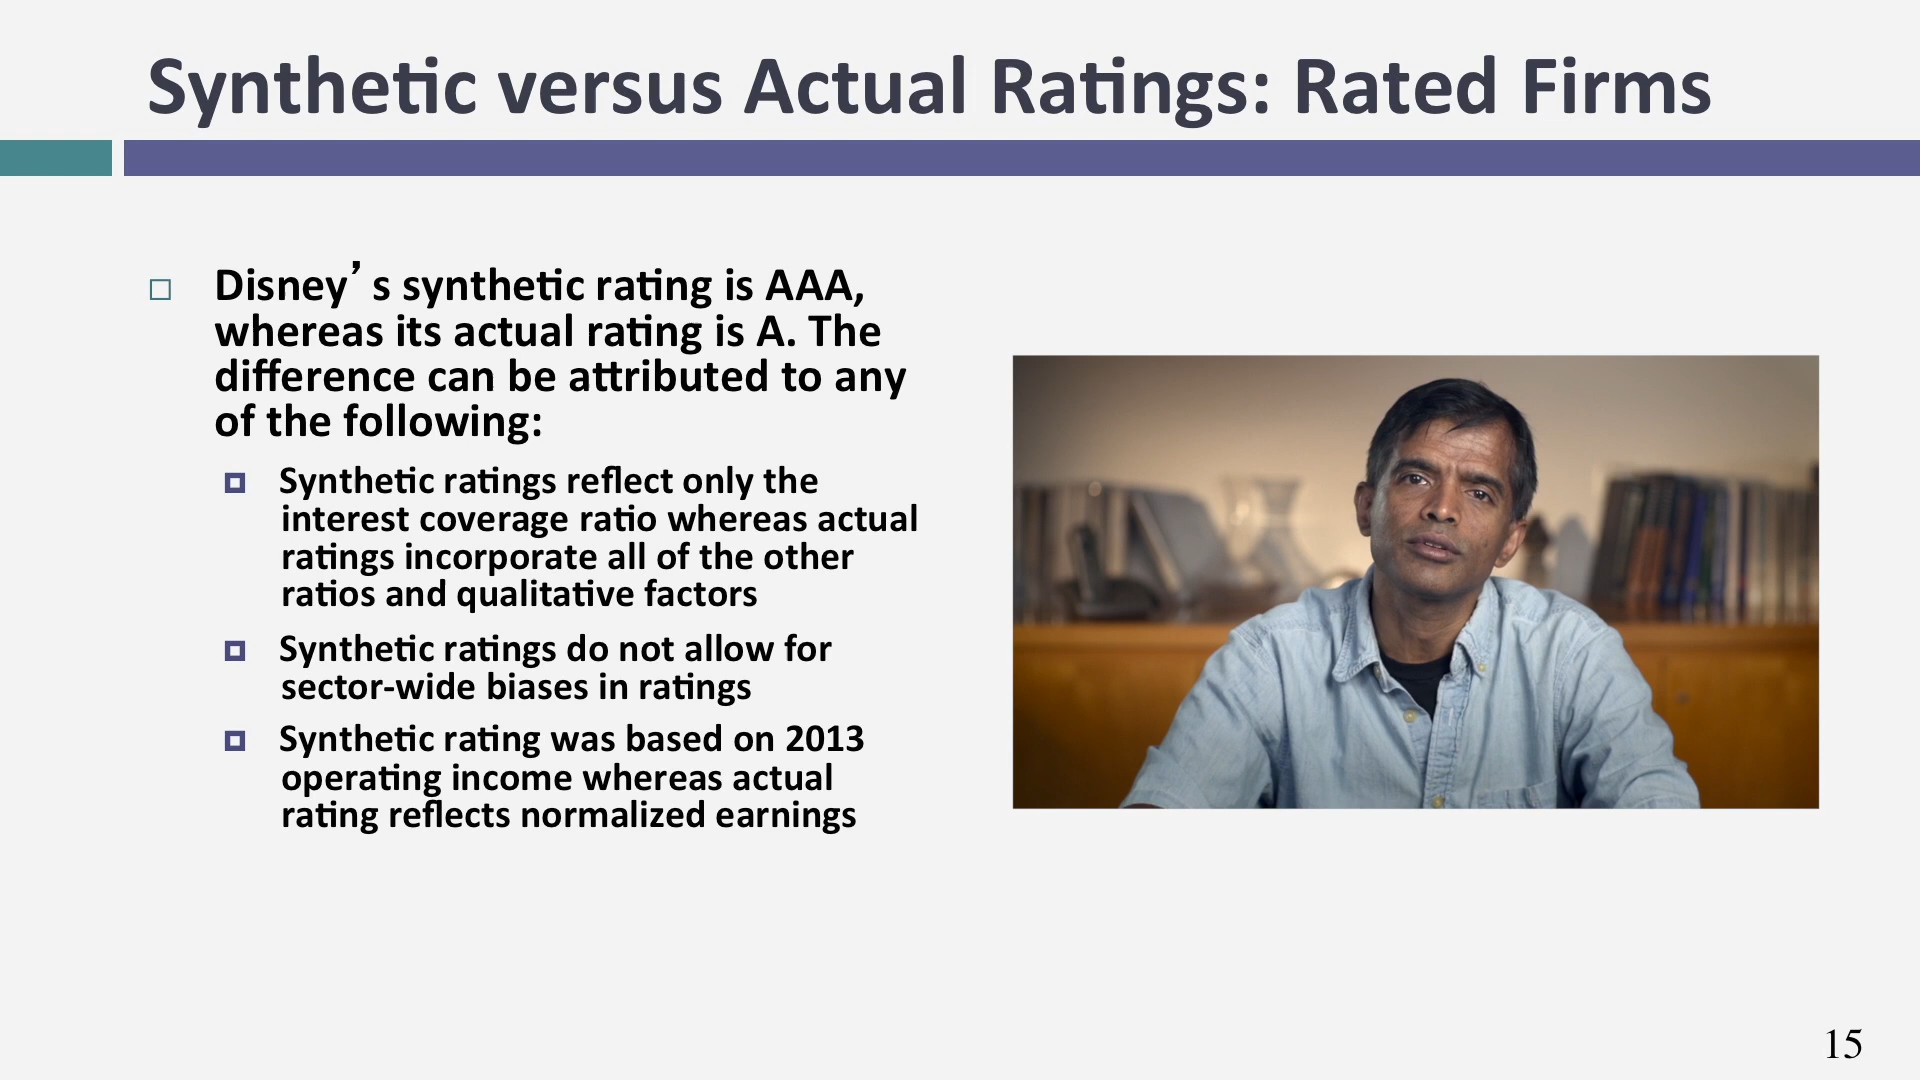 Synthetic versus Actual Ratings: Rated Firms
Disney’s synthetic rating is AAA,
whereas its actual rating is A. The
difference can be attributed to any
of the following:
Synthetic ratings reflect only the
interest coverage ratio whereas actual
ratings incorporate all of the other
ratios and qualitative factors
Synthetic ratings do not allow for
sector-wide biases in ratings
Synthetic rating was based on 2013
operating income whereas actual
rating reflects normalized earnings
15